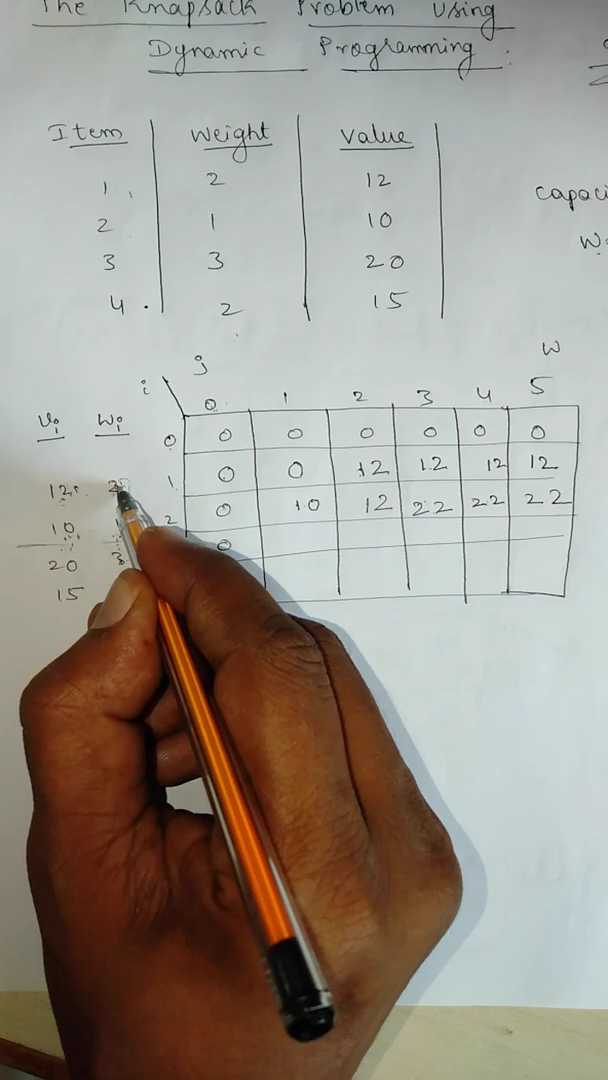 The Knapsack Problem Using
Dynamic Programming:
Item Weight Value
1 2 12
2 1 10
3 3 20
4 2 15
W
j
i 0 1 2 3 4 5
vi wi
0 0 0 0 0 0 0
12 1 0 0 12 12 12 12
10 2 0 10 12 22 22 22
20 3 0
15